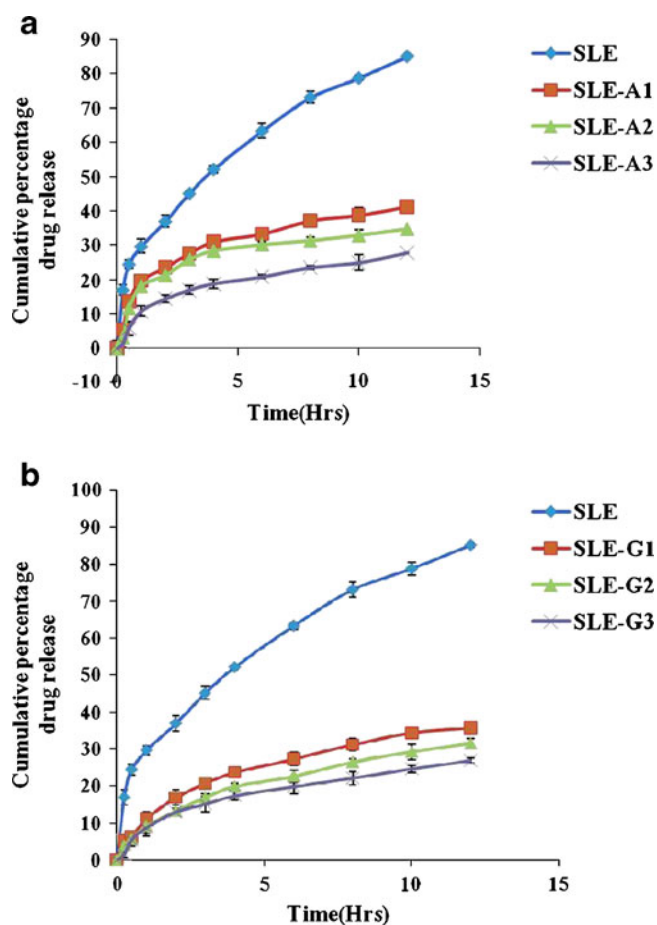 a
90
80
70
60
50
40
30
20
10
0
-10
Cumulative percentage
drug release
0
5
10
15
Time(Hrs)
SLE
SLE-A1
SLE-A2
SLE-A3
b
100
90
80
70
60
50
40
30
20
10
0
Cumulative percentage
drug release
0
5
10
15
Time(Hrs)
SLE
SLE-G1
SLE-G2
SLE-G3